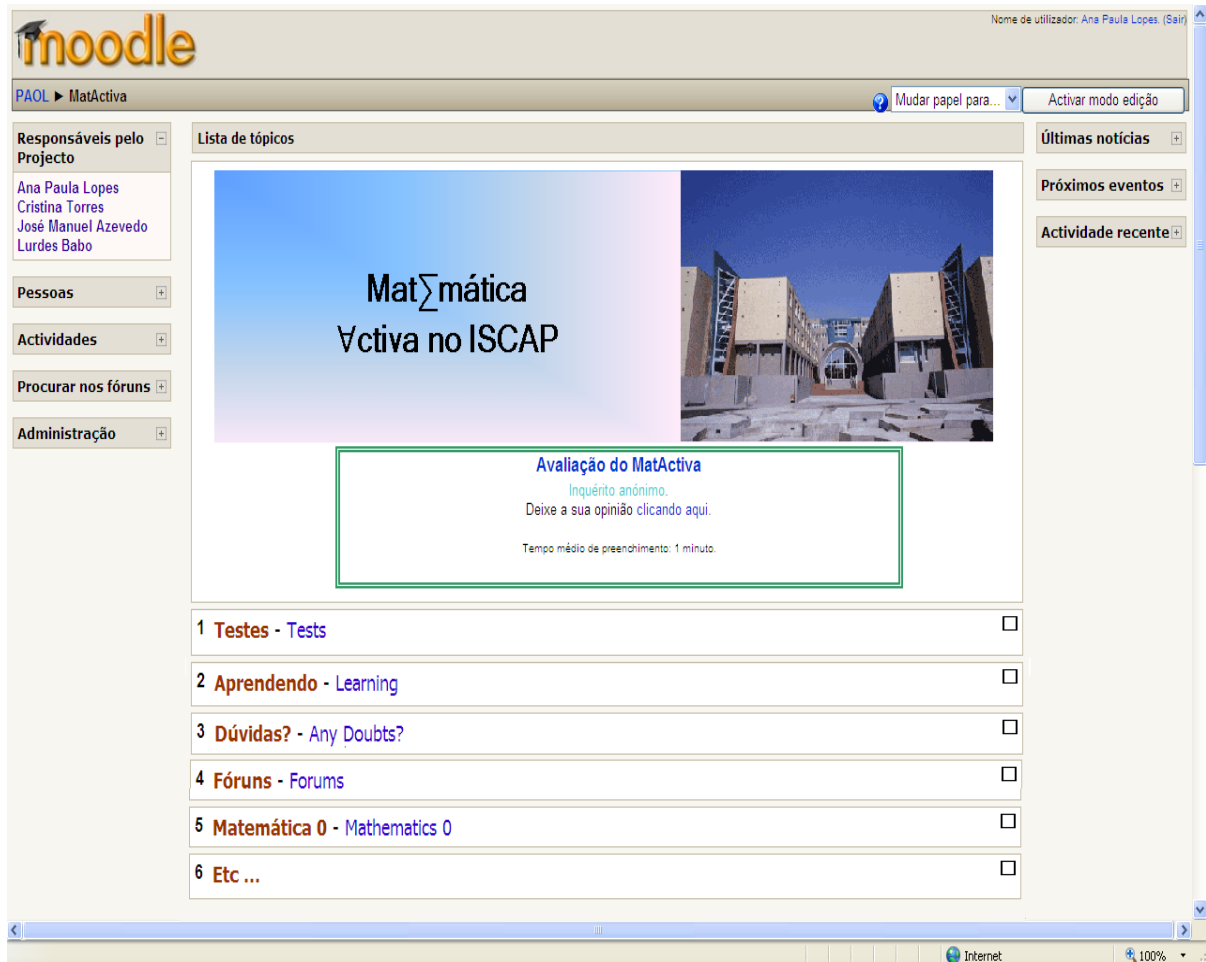 moodle
Nome de utilizador: Ana Paula Lopes. (Sair)
PAOL ► MatActiva
Mudar papel para...
Activar modo edição
Responsáveis pelo
Projecto
Ana Paula Lopes
Cristina Torres
José Manuel Azevedo
Lurdes Babo
Pessoas
Actividades
Procurar nos fóruns
Administração
Lista de tópicos
Mat∑mática
∀ctiva no ISCAP
Avaliação do MatActiva
Inquérito anónimo.
Deixe a sua opinião clicando aqui.
Tempo médio de preenchimento: 1 minuto.
1 Testes - Tests
2 Aprendendo - Learning
3 Dúvidas? - Any Doubts?
4 Fóruns - Forums
5 Matemática 0 - Mathematics 0
6 Etc ...
Últimas notícias
Próximos eventos
Actividade recente
Internet
100%